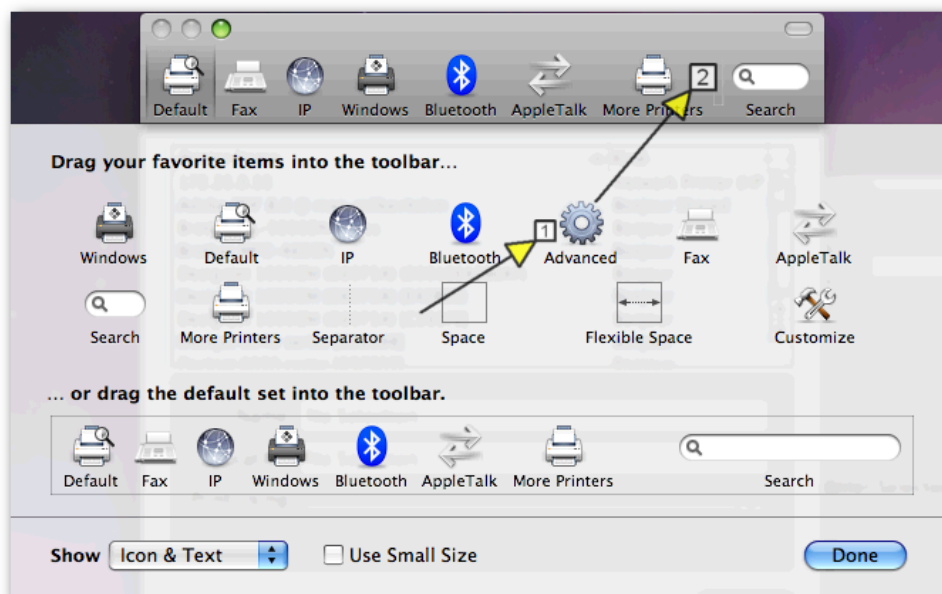 2
Default Fax IP Windows Bluetooth AppleTalk More Printers Search
Drag your favorite items into the toolbar...
1
Windows Default IP Bluetooth Advanced Fax AppleTalk
Search More Printers Separator Space Flexible Space Customize
... or drag the default set into the toolbar.
Default Fax IP Windows Bluetooth AppleTalk More Printers Search
Show Icon & Text Use Small Size Done